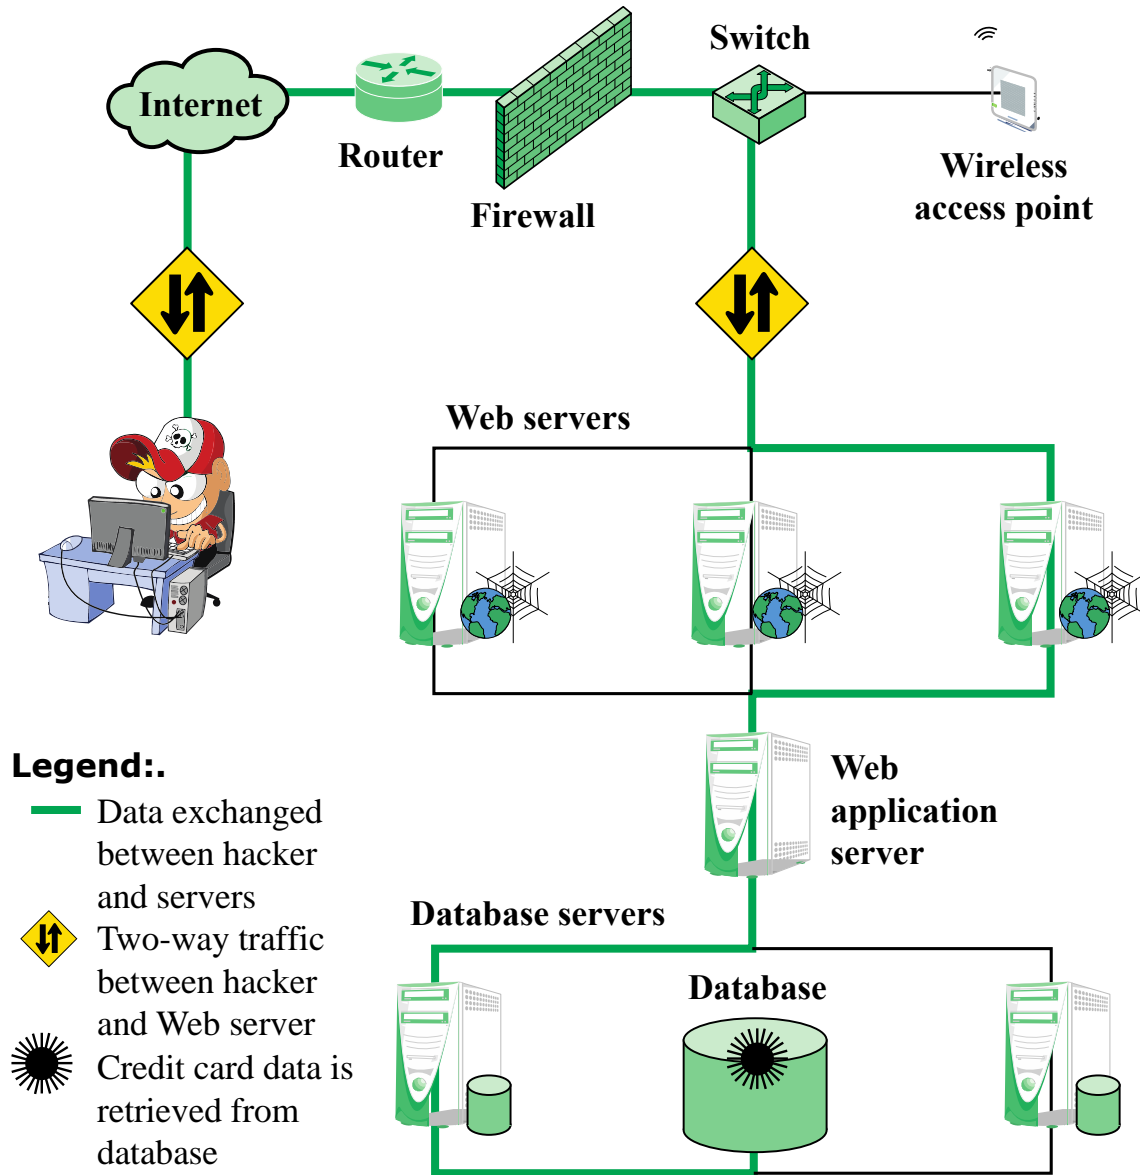 Switch
Internet
Router
Firewall
Wireless
access point
Web servers
Web
application
server
Database servers
Database
Legend:.
Data exchanged
between hacker
and servers
Two-way traffic
between hacker
and Web server
Credit card data is
retrieved from
database